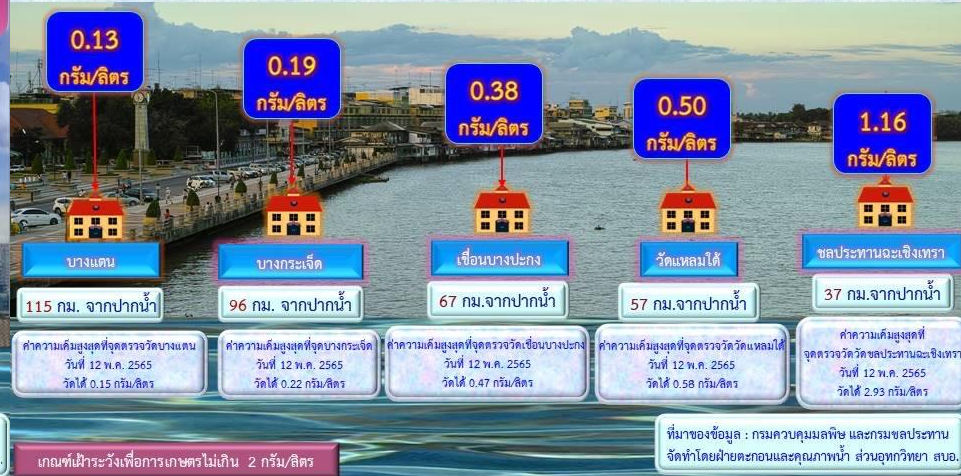 0.13
กรัม/ลิตร
0.19
กรัม/ลิตร
0.38
กรัม/ลิตร
0.50
กรัม/ลิตร
1.16
กรัม/ลิตร
บางแตน
บางกระเจ็ด
เขื่อนบางปะกง
วัดแหลมใต้
ชลประทานฉะเชิงเทรา
115 กม. จากปากน้ำ
96 กม. จากปากน้ำ
67 กม.จากปากน้ำ
57 กม.จากปากน้ำ
37 กม.จากปากน้ำ
ค่าความเค็มสูงสุดที่จุดตรวจวัดบางแตน
วันที่ 12 พ.ค. 2565
วัดได้ 0.15 กรัม/ลิตร
ค่าความเค็มสูงสุดที่จุดบางกระเจ็ด
วันที่ 12 พ.ค. 2565
วัดได้ 0.22 กรัม/ลิตร
ค่าความเค็มสูงสุดที่จุดตรวจวัดเขื่อนบางปะกง
วันที่ 12 พ.ค. 2565
วัดได้ 0.47 กรัม/ลิตร
ค่าความเค็มสูงสุดที่จุดตรวจวัดวัดแหลมใต้
วันที่ 12 พ.ค. 2565
วัดได้ 0.58 กรัม/ลิตร
ค่าความเค็มสูงสุดที่
จุดตรวจวัดวัดชลประทานฉะเชิงเทรา
วันที่ 12 พ.ค. 2565
วัดได้ 2.93 กรัม/ลิตร
เกณฑ์เฝ้าระวังเพื่อการเกษตรไม่เกิน 2 กรัม/ลิตร
ที่มาของข้อมูล : กรมควบคุมมลพิษ และกรมชลประทาน
จัดทำโดยฝ่ายตะกอนและคุณภาพน้ำ ส่วนอุทกวิทยา สบอ.